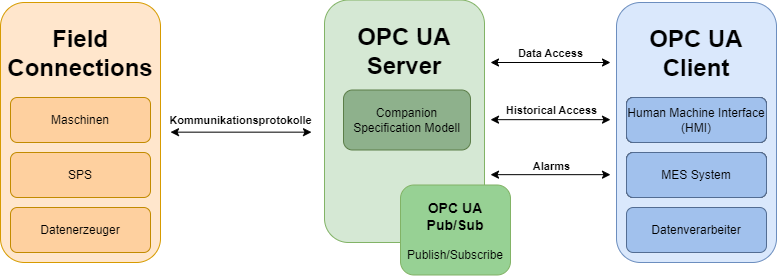 Field
Connections
Maschinen
SPS
Datenerzeuger
Kommunikationsprotokolle
OPC UA
Server
Companion
Specification Modell
OPC UA
Pub/Sub
Publish/Subscribe
Data Access
Historical Access
Alarms
OPC UA
Client
Human Machine Interface
(HMI)
MES System
Datenverarbeiter